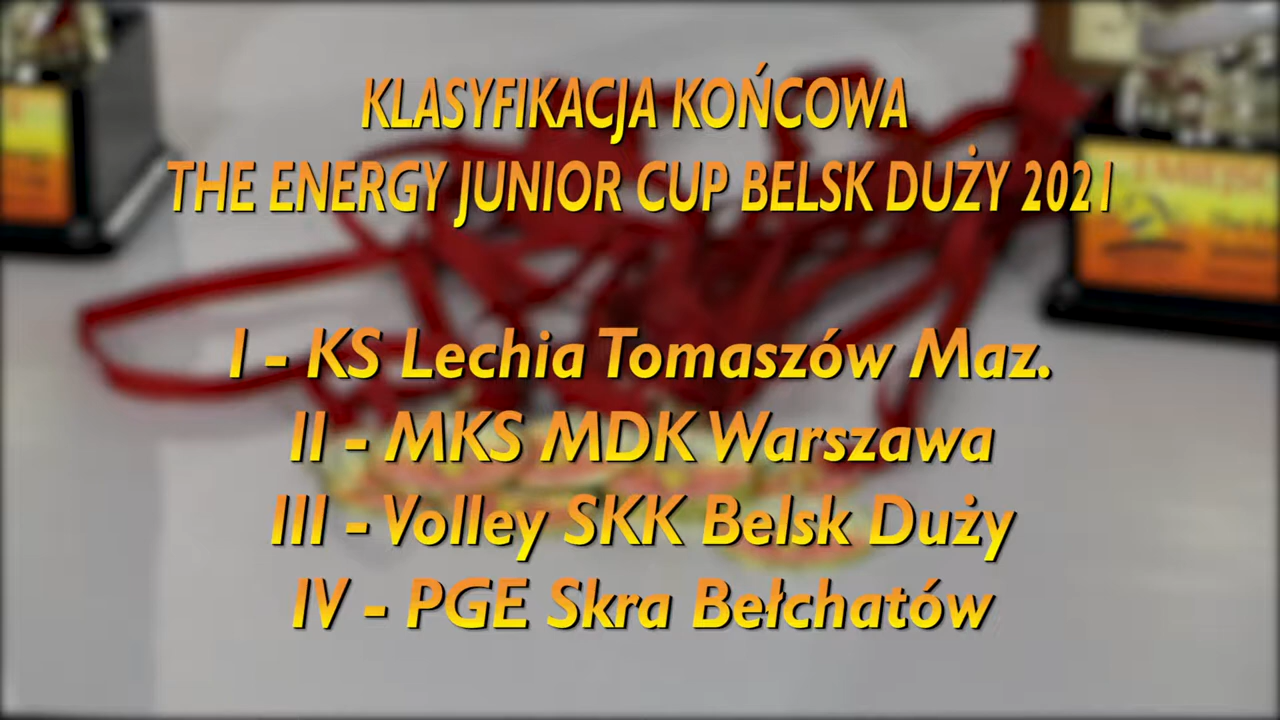 KLASYFIKACJA KOŃCOWA
THE ENERGY JUNIOR CUP BELSK DUŻY 2021
I - KS Lechia Tomaszów Maz.
II - MKS MDK Warszawa
III - Volley SKK Belsk Duży
IV - PGE Skra Bełchatów